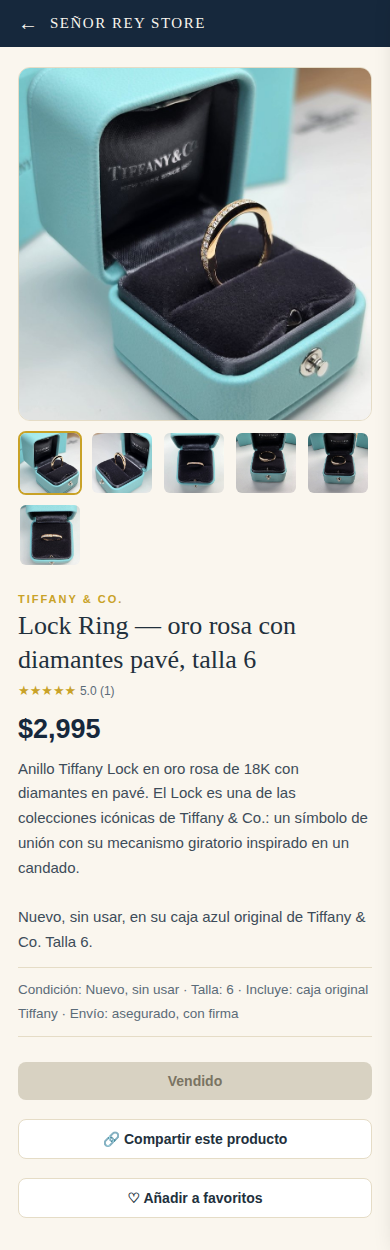 ← SEÑOR REY STORE
TIFFANY & CO.
TIFFANY & CO.
Lock Ring — oro rosa con
diamantes pavé, talla 6
★★★★★ 5.0 (1)
$2,995
Anillo Tiffany Lock en oro rosa de 18K con
diamantes en pavé. El Lock es una de las
colecciones icónicas de Tiffany & Co.: un símbolo de
unión con su mecanismo giratorio inspirado en un
candado.
Nuevo, sin usar, en su caja azul original de Tiffany &
Co. Talla 6.
Condición: Nuevo, sin usar · Talla: 6 · Incluye: caja original
Tiffany · Envío: asegurado, con firma
Vendido
🔗 Compartir este producto
♡ Añadir a favoritos